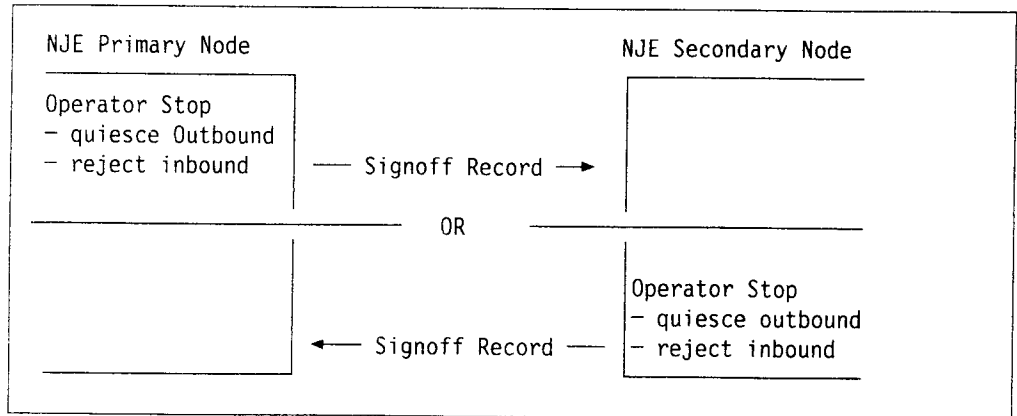 NJE Primary Node
NJE Secondary Node
Operator Stop
– quiesce Outbound
– reject inbound
Signoff Record
OR
Operator Stop
– quiesce outbound
– reject inbound
Signoff Record